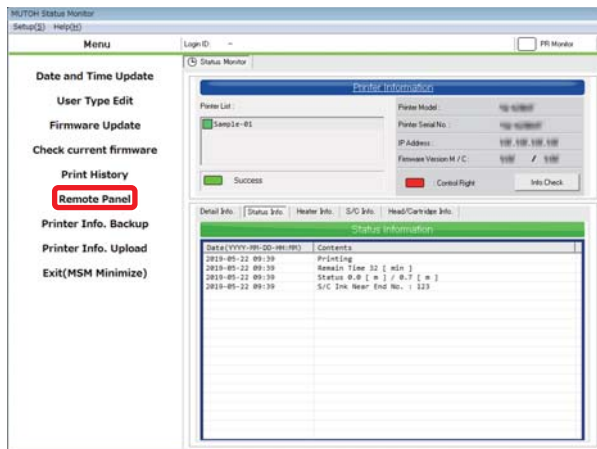 MUTOH Status Monitor
Setup(S) Help(H)
Menu
Login ID: ~
PR Monitor
Status Monitor
Date and Time Update
User Type Edit
Firmware Update
Check current firmware
Print History
Remote Panel
Printer Info. Backup
Printer Info. Upload
Exit(MSM Minimize)
Printer Information
Printer List :
Sample-01
Success
Printer Model :
Printer Serial No. :
IP Address :
Firmware Version M / C : /
Control Right
Info Check
Detail Info. Status Info. Heater Info. S/C Info. Head/Cartridge Info.
Status Information
Date(YYYY-MM-DD-HH:MM) Contents
2019-05-22 09:39 Printing
2019-05-22 09:39 Remain Time 32 [ min ]
2019-05-22 09:39 Status 0.0 [ m ] / 0.7 [ m ]
2019-05-22 09:39 S/C Ink Near End No. : 123